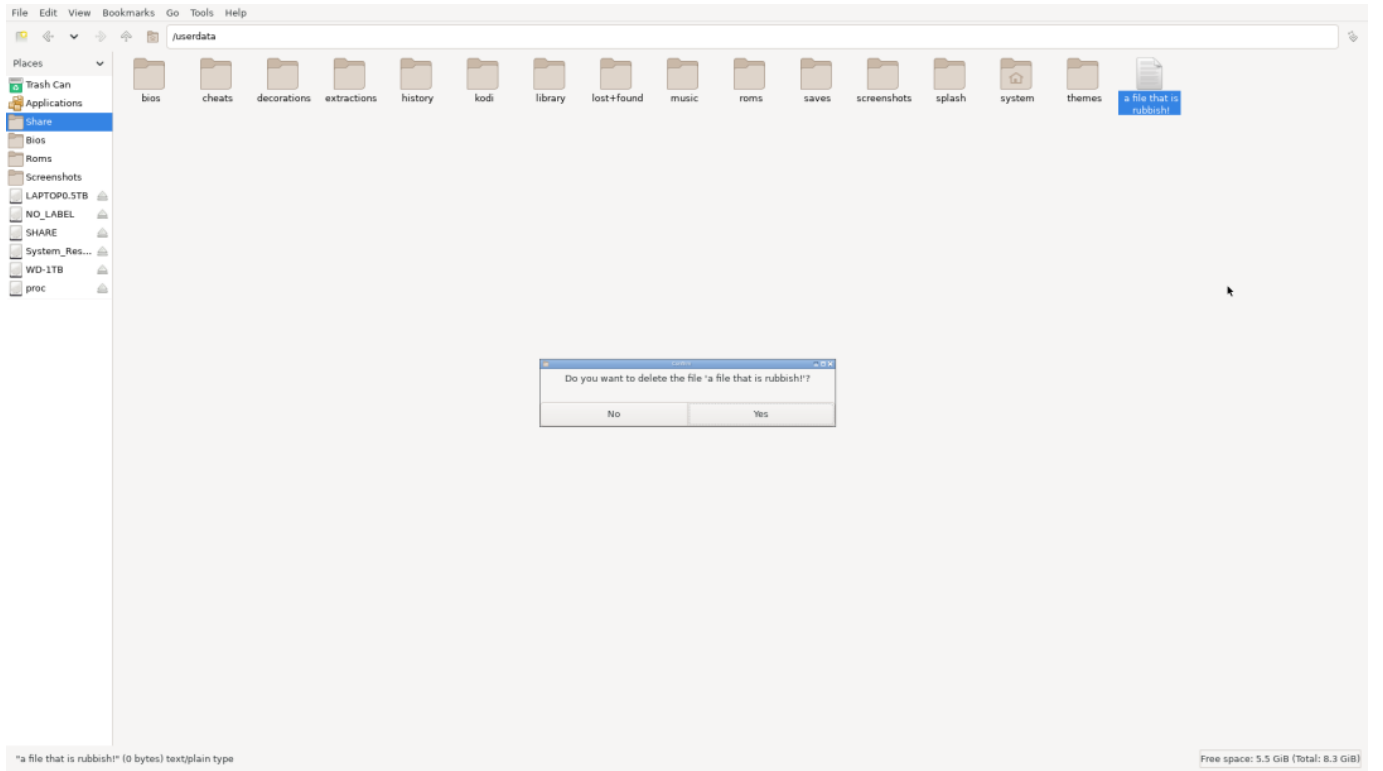 File Edit View Bookmarks Go Tools Help
/userdata
Places
Trash Can
Applications
Share
Bios
Roms
Screenshots
LAPTOP0.5TB
NO_LABEL
SHARE
System_Res...
WD-1TB
proc
bios cheats decorations extractions history kodi library lost+found music roms saves screenshots splash system themes a file that is
rubbish!
Confirm
Do you want to delete the file 'a file that is rubbish!'?
No Yes
"a file that is rubbish!" (0 bytes) text/plain type
Free space: 5.5 GiB (Total: 8.3 GiB)